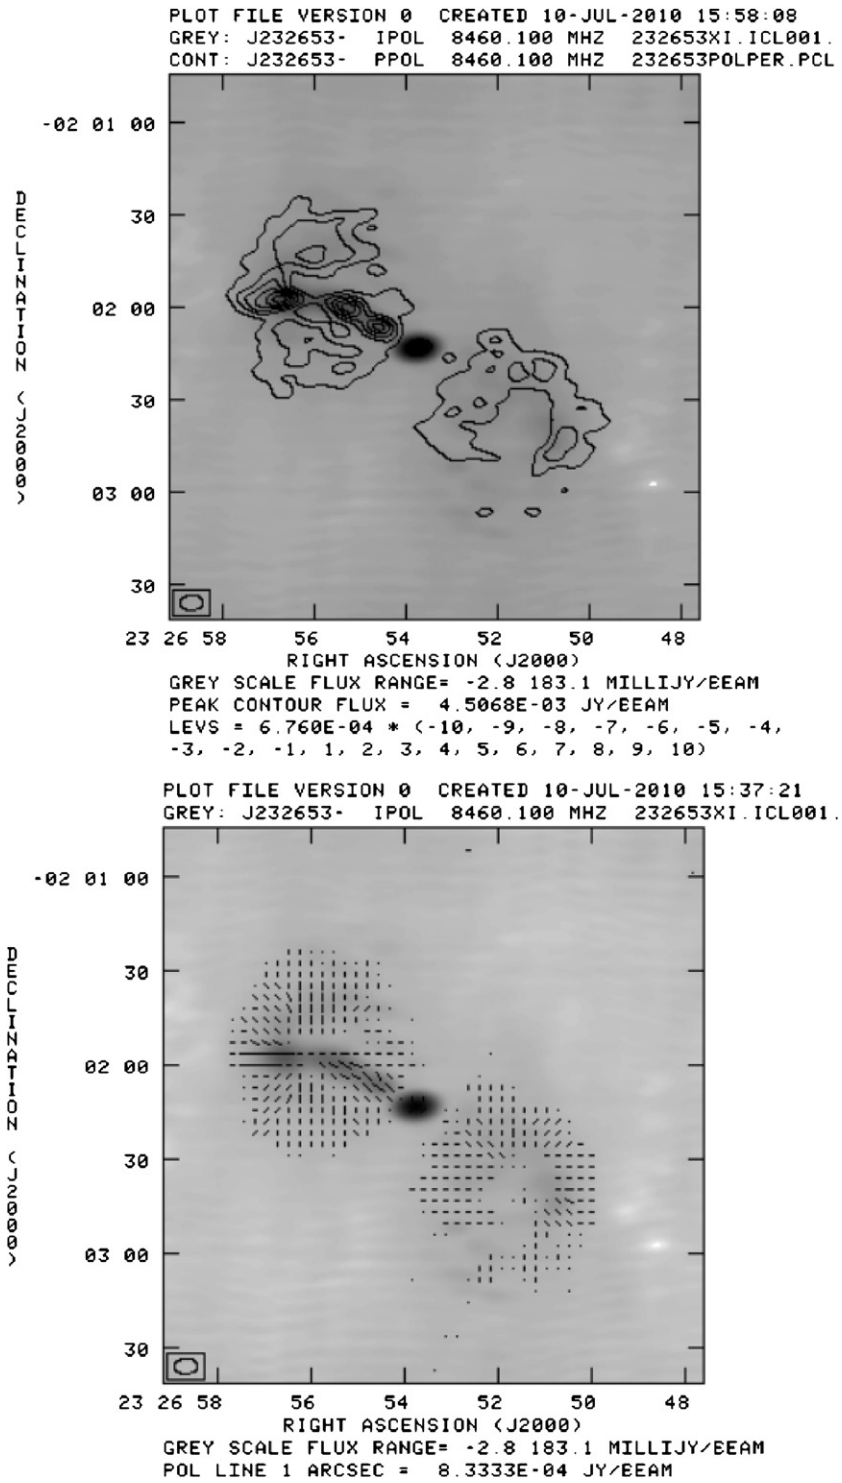 PLOT FILE VERSION 0 CREATED 10-JUL-2010 15:58:08
GREY: J232653- IPOL 8460.100 MHZ 232653XI.ICL001.
CONT: J232653- PPOL 8460.100 MHZ 232653POLPER.PCL
DECLINATION (J2000)
-02 01 00
30
02 00
30
03 00
30
23 26 58 56 54 52 50 48
RIGHT ASCENSION (J2000)
GREY SCALE FLUX RANGE= -2.8 183.1 MILLIJY/BEAM
PEAK CONTOUR FLUX = 4.5068E-03 JY/BEAM
LEVS = 6.760E-04 * (-10, -9, -8, -7, -6, -5, -4,
-3, -2, -1, 1, 2, 3, 4, 5, 6, 7, 8, 9, 10)
PLOT FILE VERSION 0 CREATED 10-JUL-2010 15:37:21
GREY: J232653- IPOL 8460.100 MHZ 232653XI.ICL001.
DECLINATION (J2000)
-02 01 00
30
02 00
30
03 00
30
23 26 58 56 54 52 50 48
RIGHT ASCENSION (J2000)
GREY SCALE FLUX RANGE= -2.8 183.1 MILLIJY/BEAM
POL LINE 1 ARCSEC = 8.3333E-04 JY/BEAM